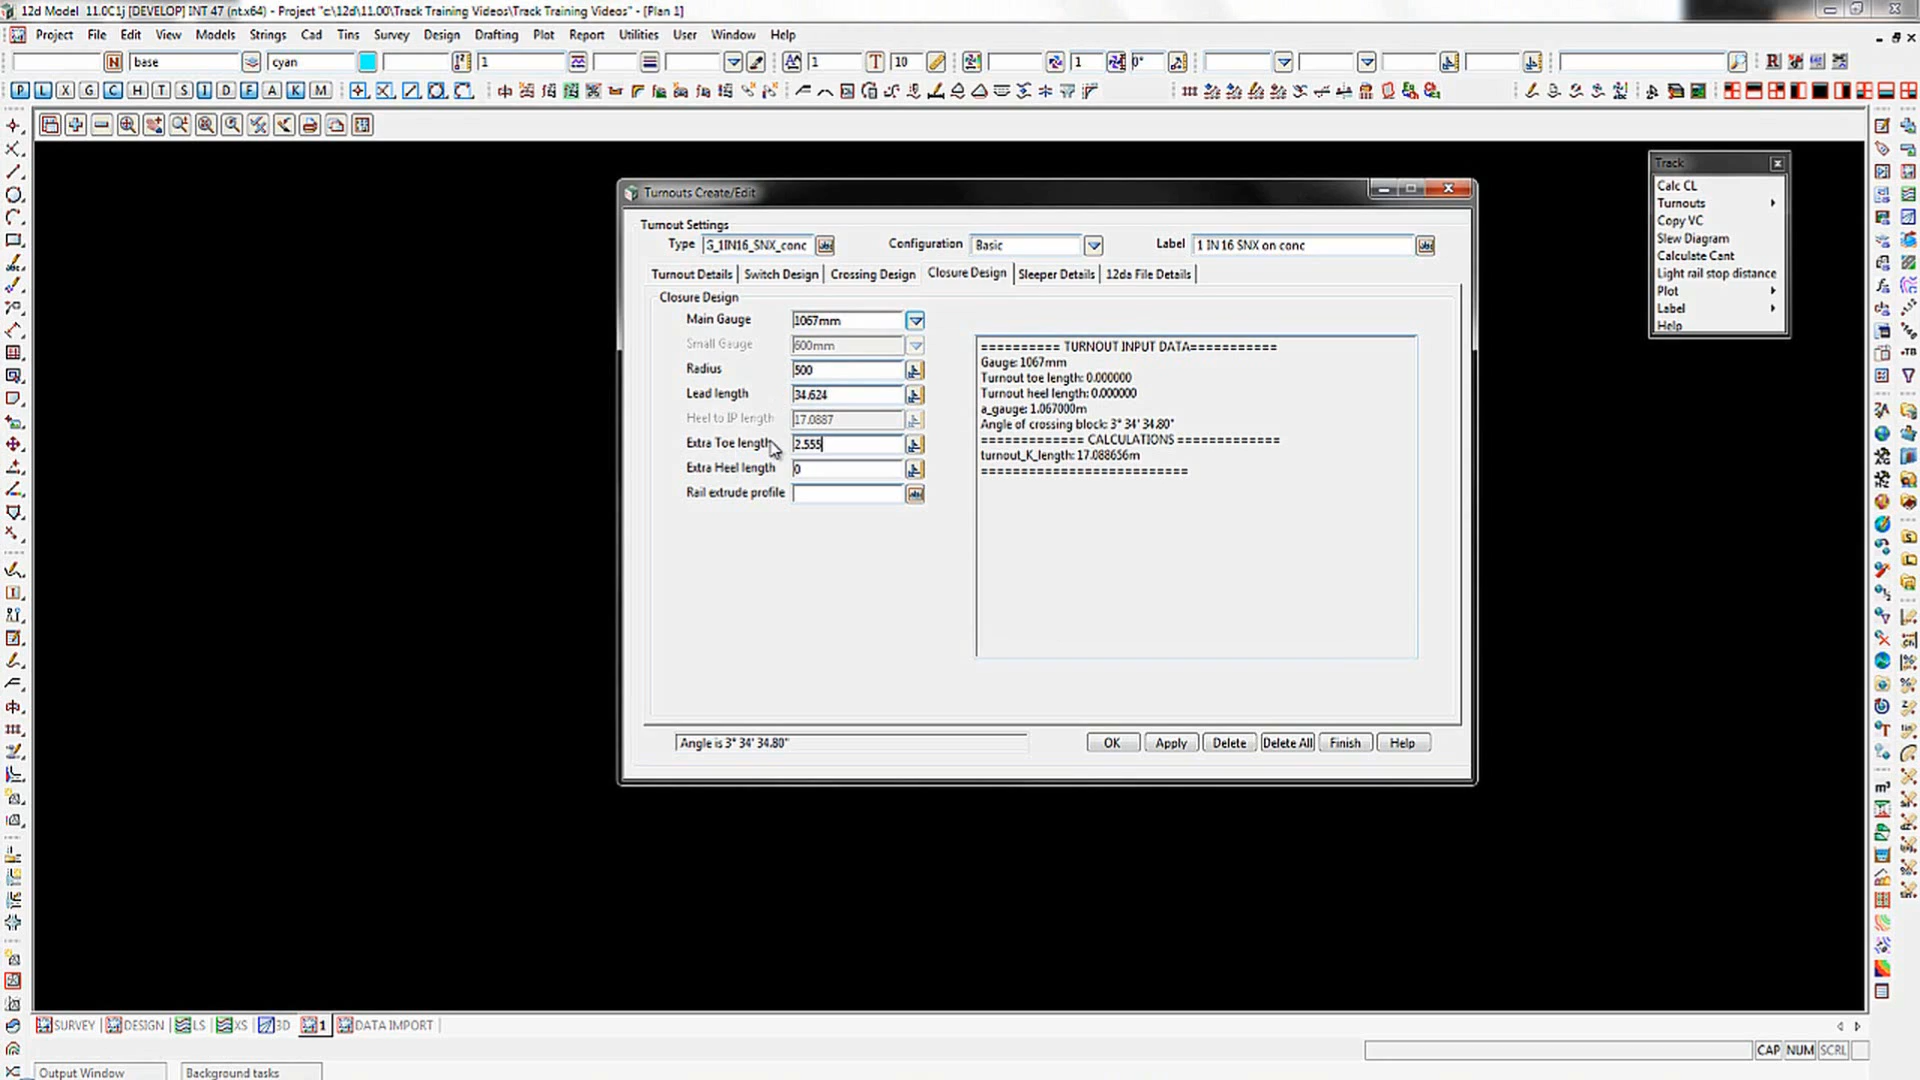 12d Model 11.0C1j [DEVELOP] INT 47 (nt.x64) - Project "c:\12d\11.00\Track Training Videos\Track Training Videos" - [Plan 1]
Project File Edit View Models Strings Cad Tins Survey Design Drafting Plot Report Utilities User Window Help
N base cyan 1 1 T 10 1 0° R
P L X G C H T S I D F A K M
Track
Calc CL
Turnouts
Copy VC
Slew Diagram
Calculate Cant
Light rail stop distance
Plot
Label
Help
Turnouts Create/Edit
Turnout Settings
Type G_1IN16_SNX_conc Configuration Basic Label 1 IN 16 SNX on conc
Turnout Details Switch Design Crossing Design Closure Design Sleeper Details 12da File Details
Closure Design
Main Gauge 1067mm
Small Gauge 600mm
Radius 500
Lead length 34.624
Heel to IP length 17.0887
Extra Toe length 2.555
Extra Heel length 0
Rail extrude profile
========== TURNOUT INPUT DATA===========
Gauge: 1067mm
Turnout toe length: 0.000000
Turnout heel length: 0.000000
a_gauge: 1.067000m
Angle of crossing block: 3° 34' 34.80"
============ CALCULATIONS =============
turnout_K_length: 17.088656m
========================
Angle is 3° 34' 34.80" OK Apply Delete Delete All Finish Help
SURVEY DESIGN LS XS 3D 1 DATA IMPORT
CAP NUM SCRL
Output Window Background tasks